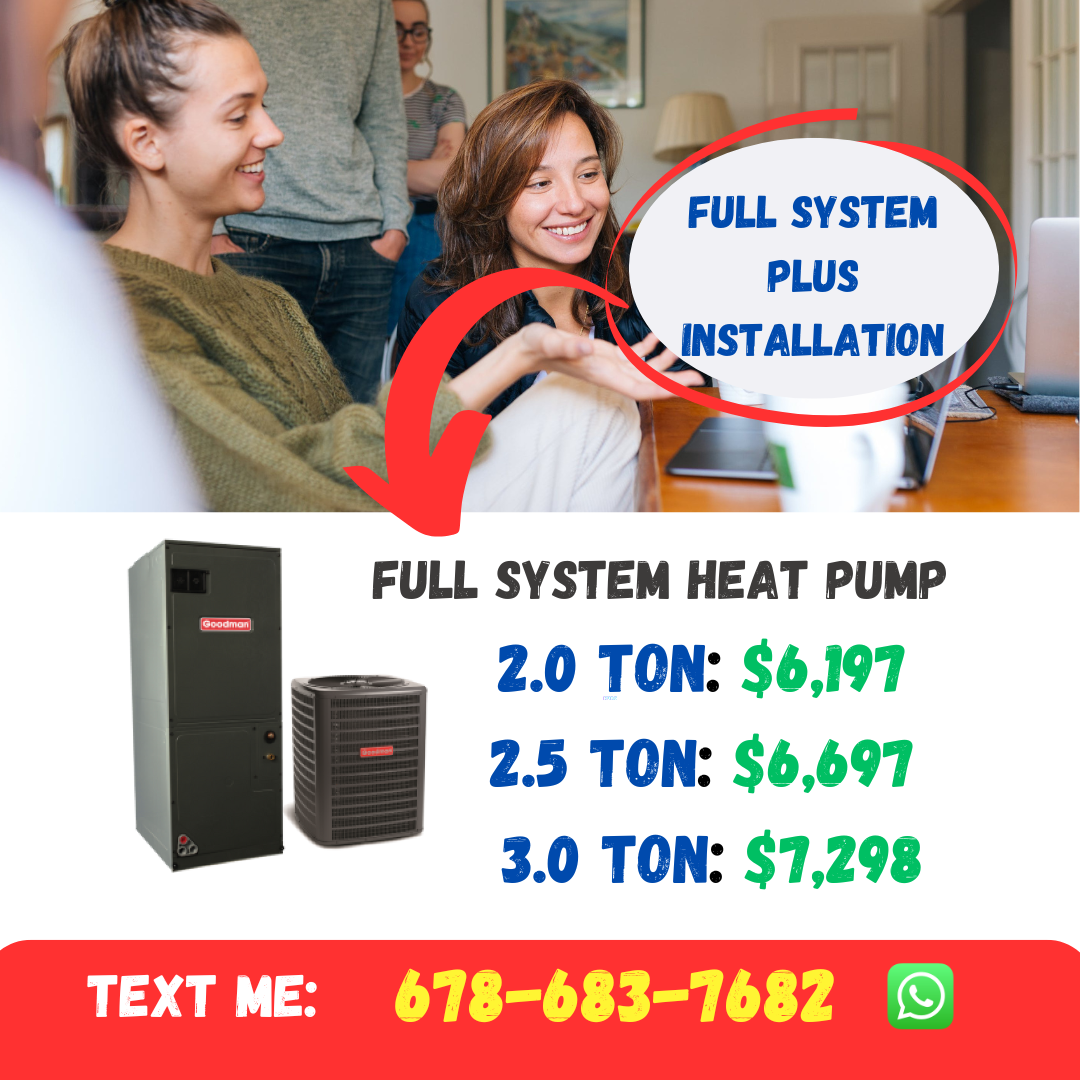 FULL SYSTEM
PLUS
INSTALLATION
FULL SYSTEM HEAT PUMP
Goodman
2.0 TON: $6,197
2.5 TON: $6,697
Goodman
3.0 TON: $7,298
TEXT ME: 678-683-7682